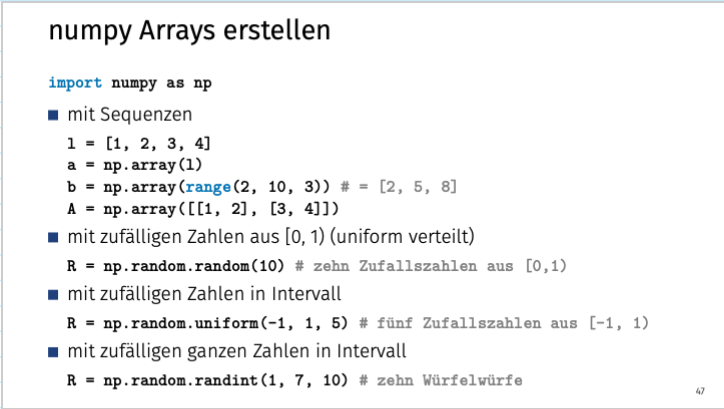 numpy Arrays erstellen
import numpy as np
mit Sequenzen
l = [1, 2, 3, 4]
a = np.array(l)
b = np.array(range(2, 10, 3)) # = [2, 5, 8]
A = np.array([[1, 2], [3, 4]])
mit zufälligen Zahlen aus [0, 1) (uniform verteilt)
R = np.random.random(10) # zehn Zufallszahlen aus [0,1)
mit zufälligen Zahlen in Intervall
R = np.random.uniform(-1, 1, 5) # fünf Zufallszahlen aus [-1, 1)
mit zufälligen ganzen Zahlen in Intervall
R = np.random.randint(1, 7, 10) # zehn Würfelwürfe
47